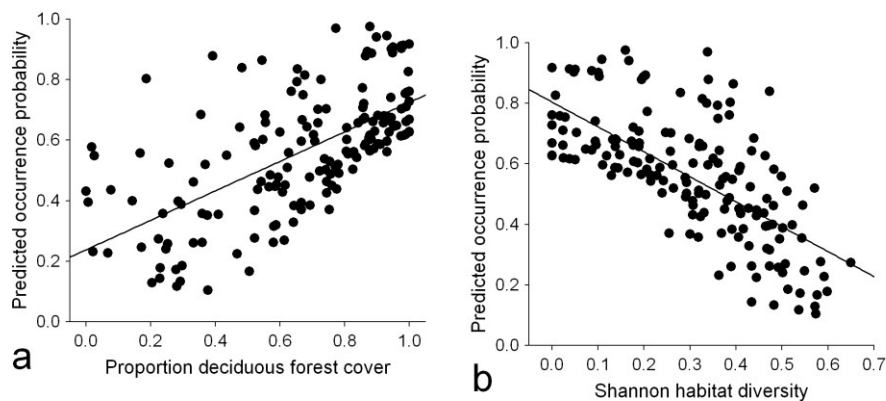 Predicted occurrence probability
1.0
0.8
0.6
0.4
0.2
0.0
0.0 0.2 0.4 0.6 0.8 1.0
Proportion deciduous forest cover
a
Predicted occurrence probability
1.0
0.8
0.6
0.4
0.2
0.0
0.0 0.1 0.2 0.3 0.4 0.5 0.6 0.7
Shannon habitat diversity
b